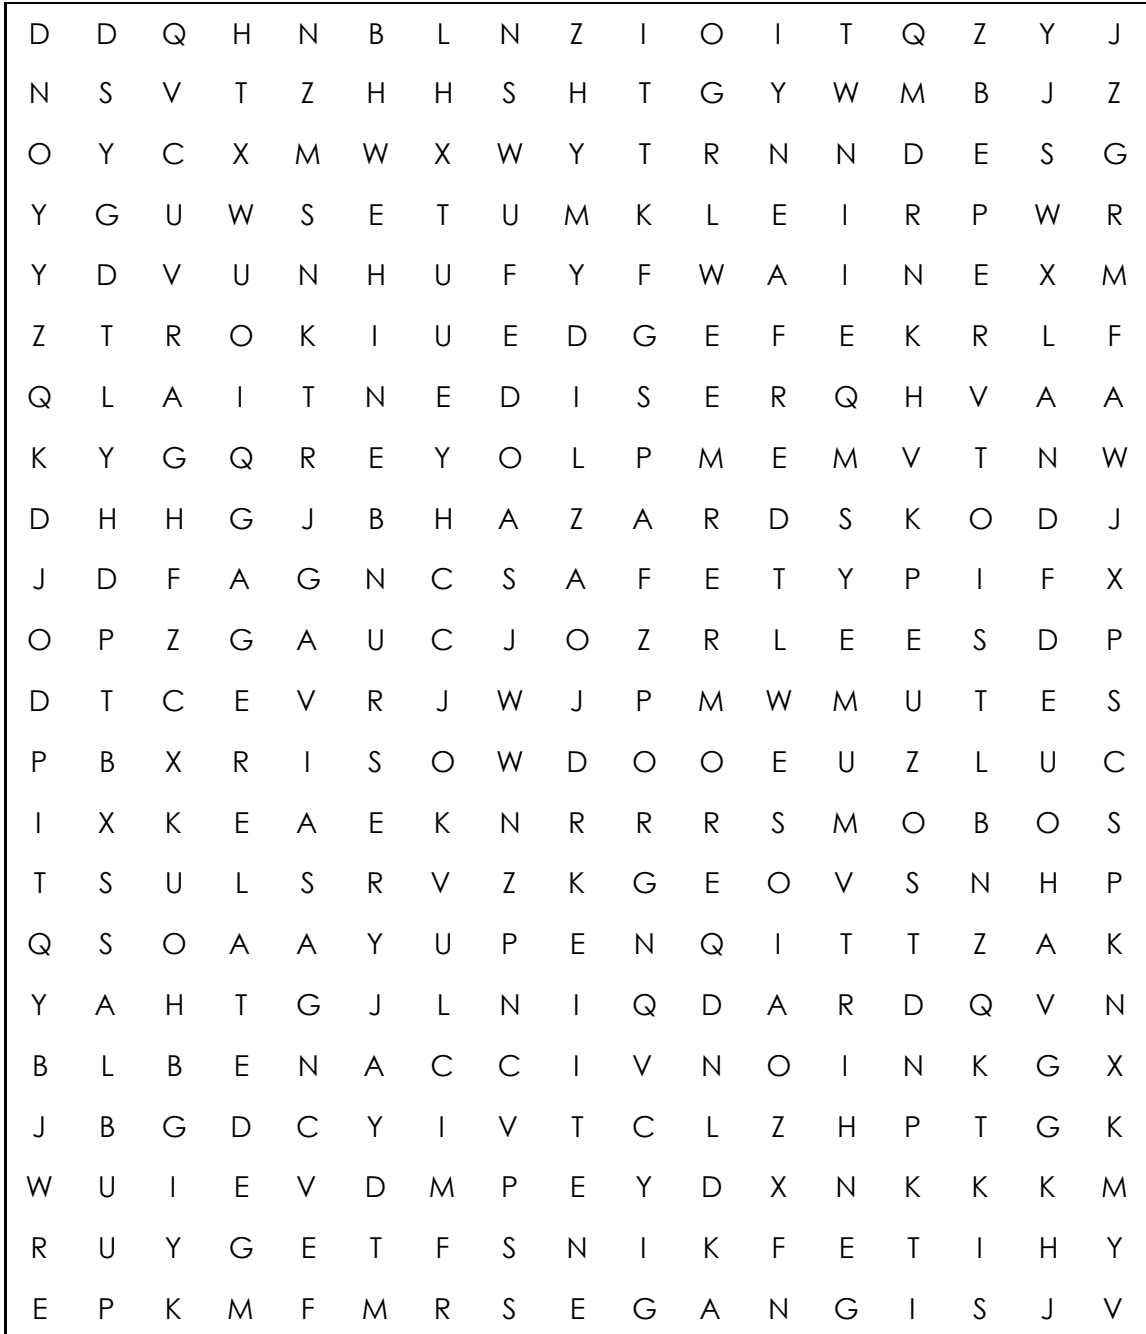 D D Q H N B L N Z I O I T Q Z Y J
N S V T Z H H S H T G Y W M B J Z
O Y C X M W X W Y T R N N D E S G
Y G U W S E T U M K L E I R P W R
Y D V U N H U F Y F W A I N E X M
Z T R O K I U E D G E F E K R L F
Q L A I T N E D I S E R Q H V A A
K Y G Q R E Y O L P M E M V T N W
D H H G J B H A Z A R D S K O D J
J D F A G N C S A F E T Y P I F X
O P Z G A U C J O Z R L E E S D P
D T C E V R J W J P M W M U T E S
P B X R I S O W D O O E U Z L U C
I X K E A E K N R R R S M O B O S
T S U L S R V Z K G E O V S N H P
Q S O A A Y U P E N Q I T T Z A K
Y A H T G J L N I Q D A R D Q V N
B L B E N A C C I V N O I N K G X
J B G D C Y I V T C L Z H P T G K
W U I E V D M P E Y D X N K K K M
R U Y G E T F S N I K F E T I H Y
E P K M F M R S E G A N G I S J V